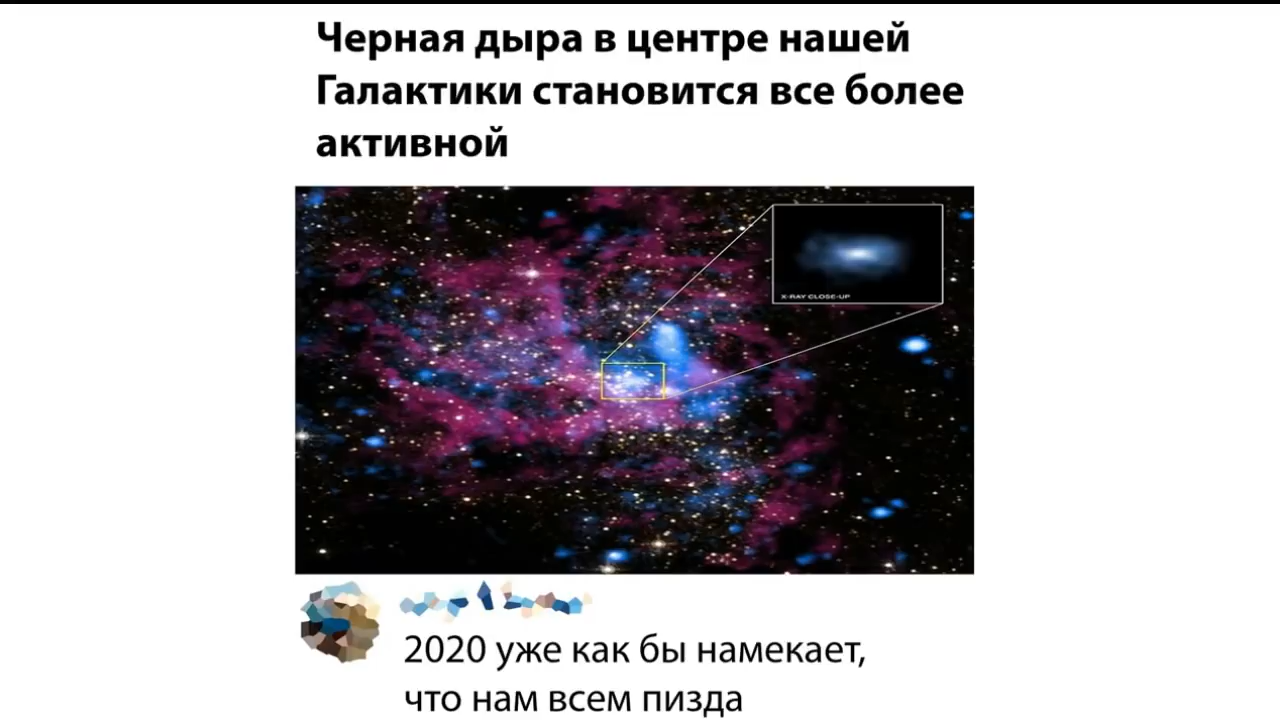 Черная дыра в центре нашей
Галактики становится все более
активной
X-RAY CLOSE-UP
2020 уже как бы намекает,
что нам всем пизда